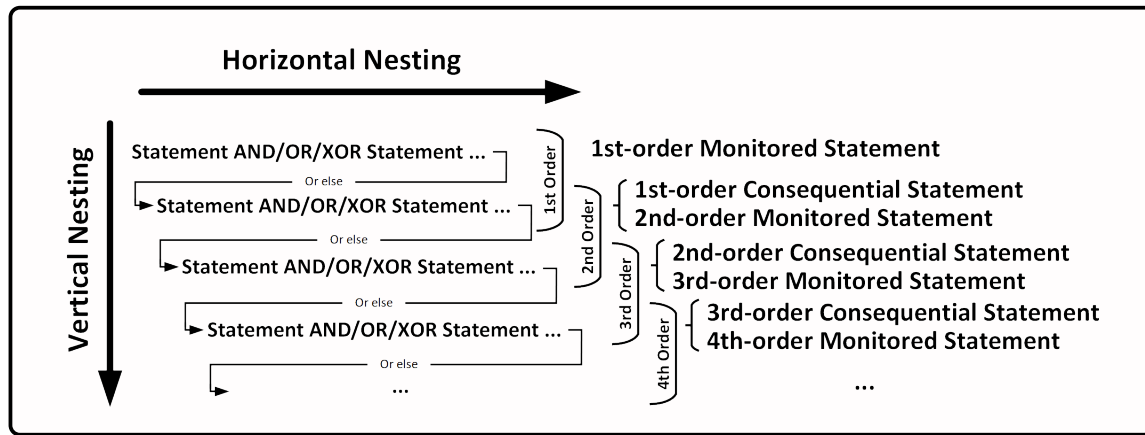 Horizontal Nesting
Vertical Nesting
Statement AND/OR/XOR Statement ...
Or else
Statement AND/OR/XOR Statement ...
Or else
Statement AND/OR/XOR Statement ...
Or else
Statement AND/OR/XOR Statement ...
Or else
...
1st Order
2nd Order
3rd Order
4th Order
1st-order Monitored Statement
1st-order Consequential Statement
2nd-order Monitored Statement
2nd-order Consequential Statement
3rd-order Monitored Statement
3rd-order Consequential Statement
4th-order Monitored Statement
...